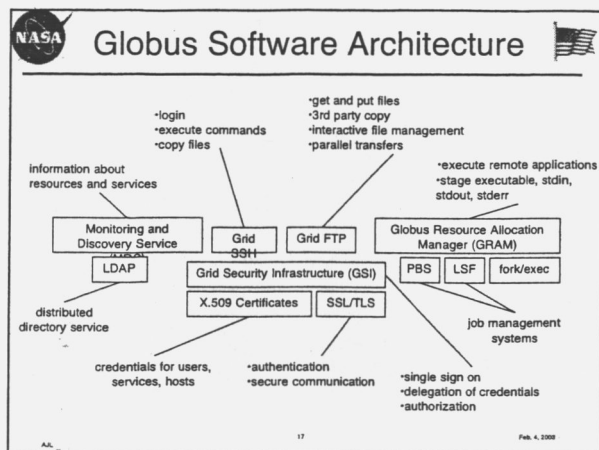 NASA
Globus Software Architecture
•login
•execute commands
•copy files
•get and put files
•3rd party copy
•interactive file management
•parallel transfers
information about
resources and services
•execute remote applications
•stage executable, stdin,
stdout, stderr
Monitoring and
Discovery Service
(MDS)
Grid
SSH
Grid FTP
Globus Resource Allocation
Manager (GRAM)
LDAP
Grid Security Infrastructure (GSI)
PBS
LSF
fork/exec
X.509 Certificates
SSL/TLS
distributed
directory service
job management
systems
credentials for users,
services, hosts
•authentication
•secure communication
•single sign on
•delegation of credentials
•authorization
AJL
17
Feb. 4, 2002